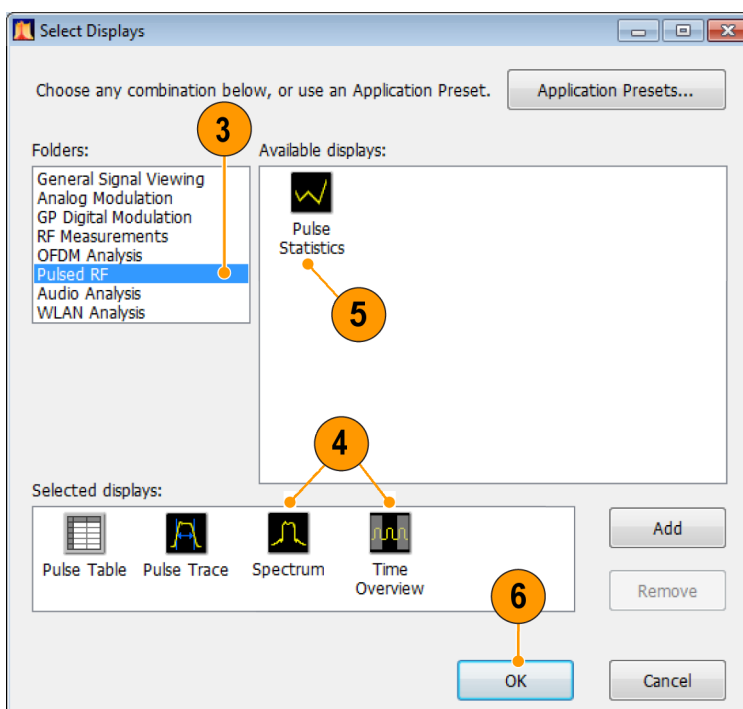 Select Displays
Choose any combination below, or use an Application Preset.
Application Presets...
3
Folders:
Available displays:
General Signal Viewing
Analog Modulation
GP Digital Modulation
RF Measurements
OFDM Analysis
Pulsed RF
Audio Analysis
WLAN Analysis
Pulse
Statistics
5
4
Selected displays:
Pulse Table
Pulse Trace
Spectrum
Time
Overview
Add
Remove
6
OK
Cancel